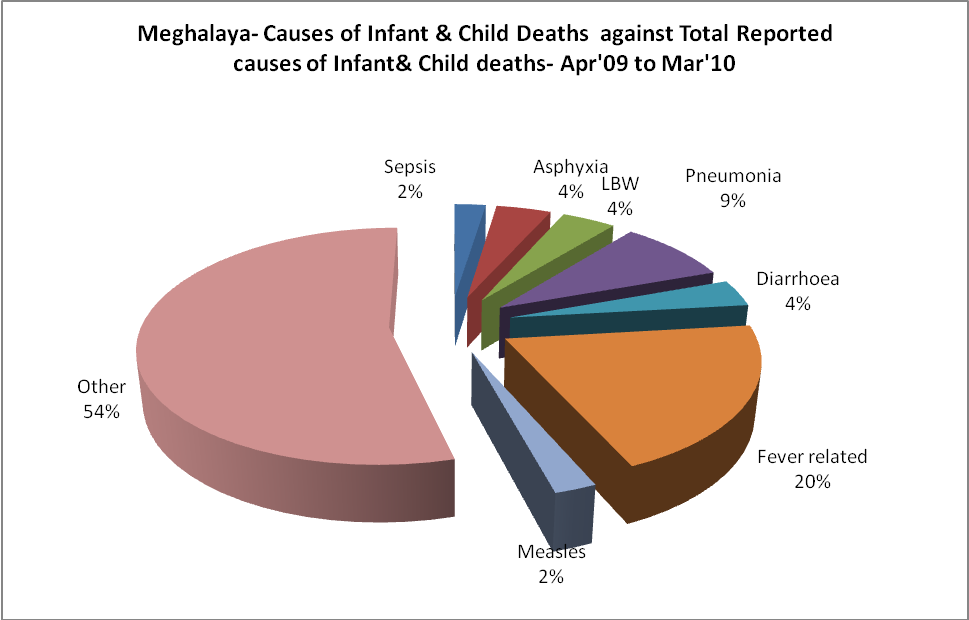 Meghalaya- Causes of Infant & Child Deaths against Total Reported
causes of Infant& Child deaths- Apr'09 to Mar'10
Sepsis
2%
Asphyxia
4%
LBW
4%
Pneumonia
9%
Diarrhoea
4%
Fever related
20%
Measles
2%
Other
54%